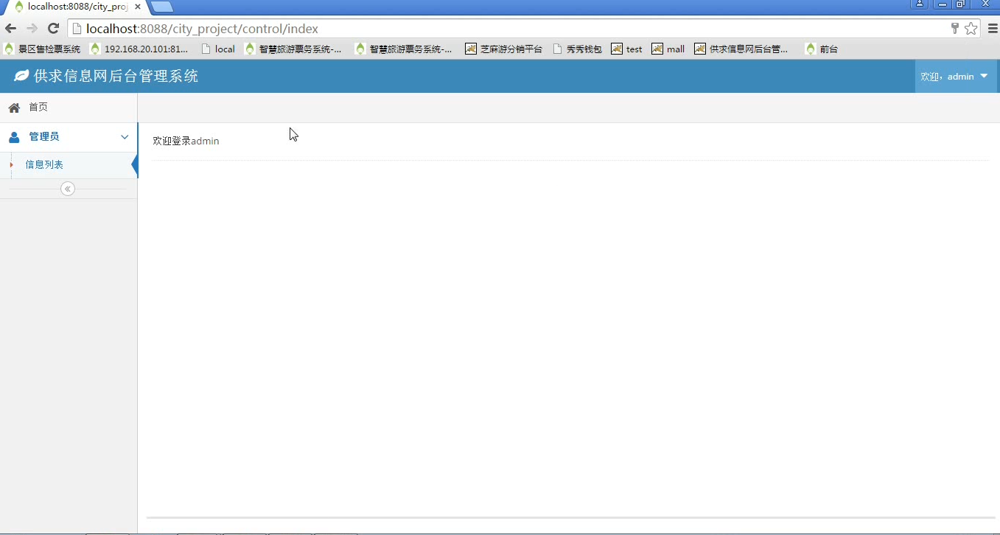 localhost:8088/city_proj
localhost:8088/city_project/control/index
景区售检票系统 192.168.20.101:81... local 智慧旅游票务系统-... 智慧旅游票务系统-... 芝麻游分销平台 秀秀钱包 test mall 供求信息网后台管... 前台
供求信息网后台管理系统
欢迎，admin
首页
管理员
欢迎登录admin
信息列表